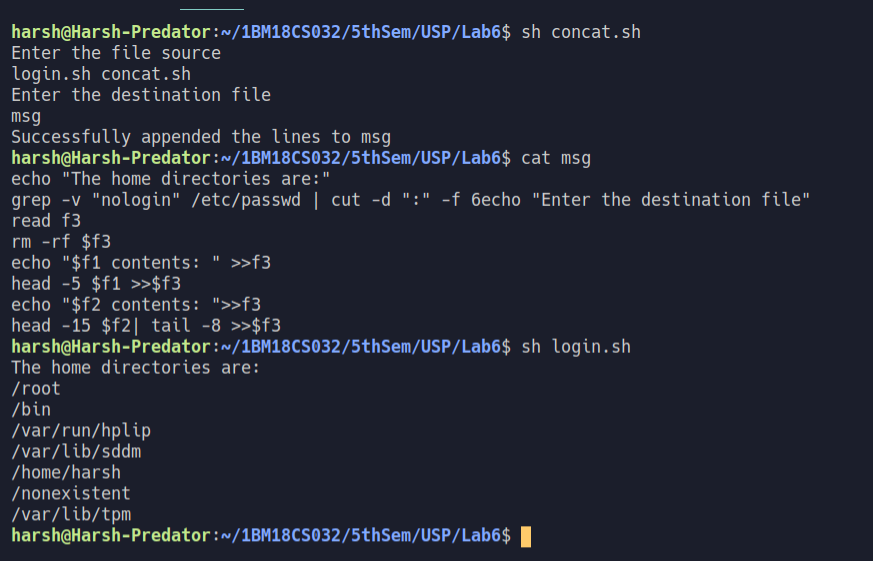 harsh@Harsh-Predator:~/1BM18CS032/5thSem/USP/Lab6$ sh concat.sh
Enter the file source
login.sh concat.sh
Enter the destination file
msg
Successfully appended the lines to msg
harsh@Harsh-Predator:~/1BM18CS032/5thSem/USP/Lab6$ cat msg
echo "The home directories are:"
grep -v "nologin" /etc/passwd | cut -d ":" -f 6echo "Enter the destination file"
read f3
rm -rf $f3
echo "$f1 contents: " >>f3
head -5 $f1 >>$f3
echo "$f2 contents: ">>f3
head -15 $f2| tail -8 >>$f3
harsh@Harsh-Predator:~/1BM18CS032/5thSem/USP/Lab6$ sh login.sh
The home directories are:
/root
/bin
/var/run/hplip
/var/lib/sddm
/home/harsh
/nonexistent
/var/lib/tpm
harsh@Harsh-Predator:~/1BM18CS032/5thSem/USP/Lab6$